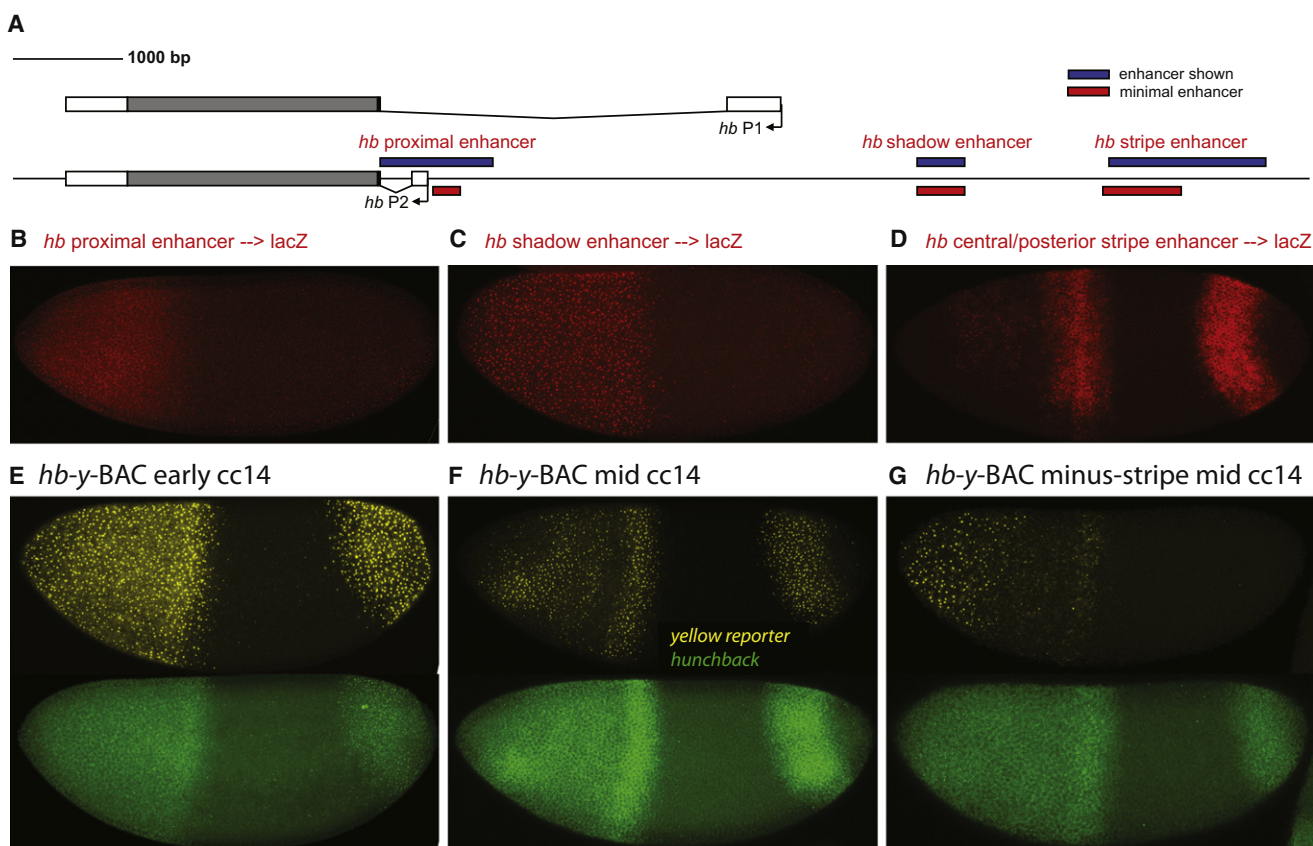 A
1000 bp
enhancer shown
minimal enhancer
hb P1
hb proximal enhancer
hb shadow enhancer
hb stripe enhancer
hb P2
B hb proximal enhancer --> lacZ
C hb shadow enhancer --> lacZ
D hb central/posterior stripe enhancer --> lacZ
E hb-y-BAC early cc14
F hb-y-BAC mid cc14
G hb-y-BAC minus-stripe mid cc14
yellow reporter
hunchback